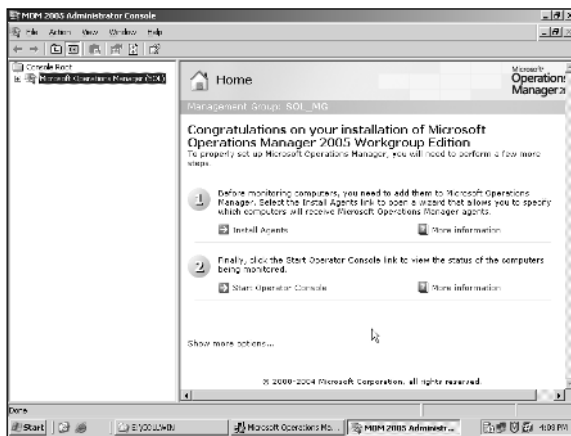 MOM 2005 Administrator Console
File Action View Window Help
Console Root
Microsoft Operations Manager (SOL)
Home
Microsoft
Operations
Manager
Management Group: SOL_MG
Congratulations on your installation of Microsoft
Operations Manager 2005 Workgroup Edition
To properly set up Microsoft Operations Manager, you will need to perform a few more
steps.
1
Before monitoring computers, you need to add them to Microsoft Operations
Manager. Select the Install Agents link to open a wizard that allows you to specify
which computers will receive Microsoft Operations Manager agents.
Install Agents More information
2
Finally, click the Start Operator Console link to view the status of the computers
being monitored.
Start Operator Console More information
Show more options...
© 2000-2004 Microsoft Corporation, all rights reserved.
Done
Start Microsoft Operations Ma... MOM 2005 Administr... 4:09 PM